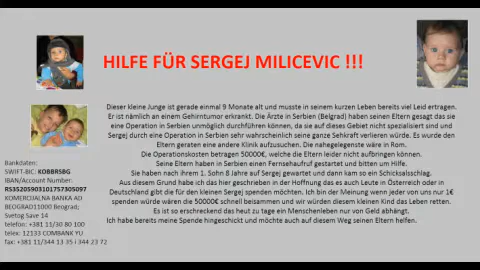 HILFE FÜR SERGEJ MILICEVIC !!!
Dieser kleine Junge ist gerade einmal 9 Monate alt und musste in seinem kurzen Leben bereits viel Leid ertragen.
Er ist nämlich an einem Gehirntumor erkrankt. Die Ärzte in Serbien (Belgrad) haben seinen Eltern gesagt das sie
eine Operation in Serbien unmöglich durchführen können, da sie auf dieses Gebiet nicht spezialisiert sind und
Sergej durch eine Operation in Serbien sehr wahrscheinlich seine ganze Sehkraft verlieren würde. Es wurde den
Eltern geraten eine andere Klinik aufzusuchen. Die nahegelegenste wäre in Rom.
Die Operationskosten betragen 50000€, welche die Eltern leider nicht aufbringen können.
Seine Eltern haben in Serbien einen Fernsehaufruf gestartet und bitten um Hilfe.
Sie haben nach ihrem 1. Sohn 8 Jahre auf Sergej gewartet und dann kam so ein Schicksalsschlag.
Aus diesem Grund habe ich das hier geschrieben in der Hoffnung das es auch Leute in Österreich oder in
Deutschland gibt die für den kleinen Sergej spenden möchten. Ich bin der Meinung wenn jeder von uns nur 1€
spenden würde wären die 50000€ schnell beisammen und wir würden diesem kleinen Kind das Leben retten.
Es ist so erschreckend das heut zu tage ein Menschenleben nur von Geld abhängt.
Ich habe bereits meine Spende hingeschickt und möchte auch auf diesem Weg seinen Eltern helfen.
Bankdaten:
SWIFT-BIC: KOBBRSBG
IBAN/Account Number:
RS35205903101757305097
KOMERCIJALNA BANKA AD
BEOGRAD11000 Beograd;
Svetog Save 14
telefon: +381 11/30 80 100
telex: 12133 COMBANK YU
fax: +381 11/344 13 35 i 344 23 72